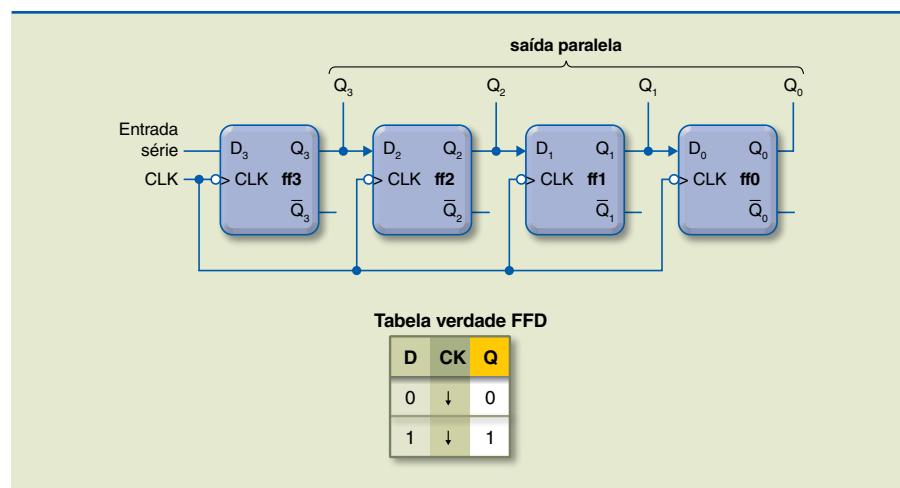 saída paralela
Q3 Q2 Q1 Q0
Entrada
série
D3 Q3 D2 Q2 D1 Q1 D0 Q0
CLK CLK ff3 CLK ff2 CLK ff1 CLK ff0
Q̅3 Q̅2 Q̅1 Q̅0
Tabela verdade FFD
D CK Q
0 ↓ 0
1 ↓ 1